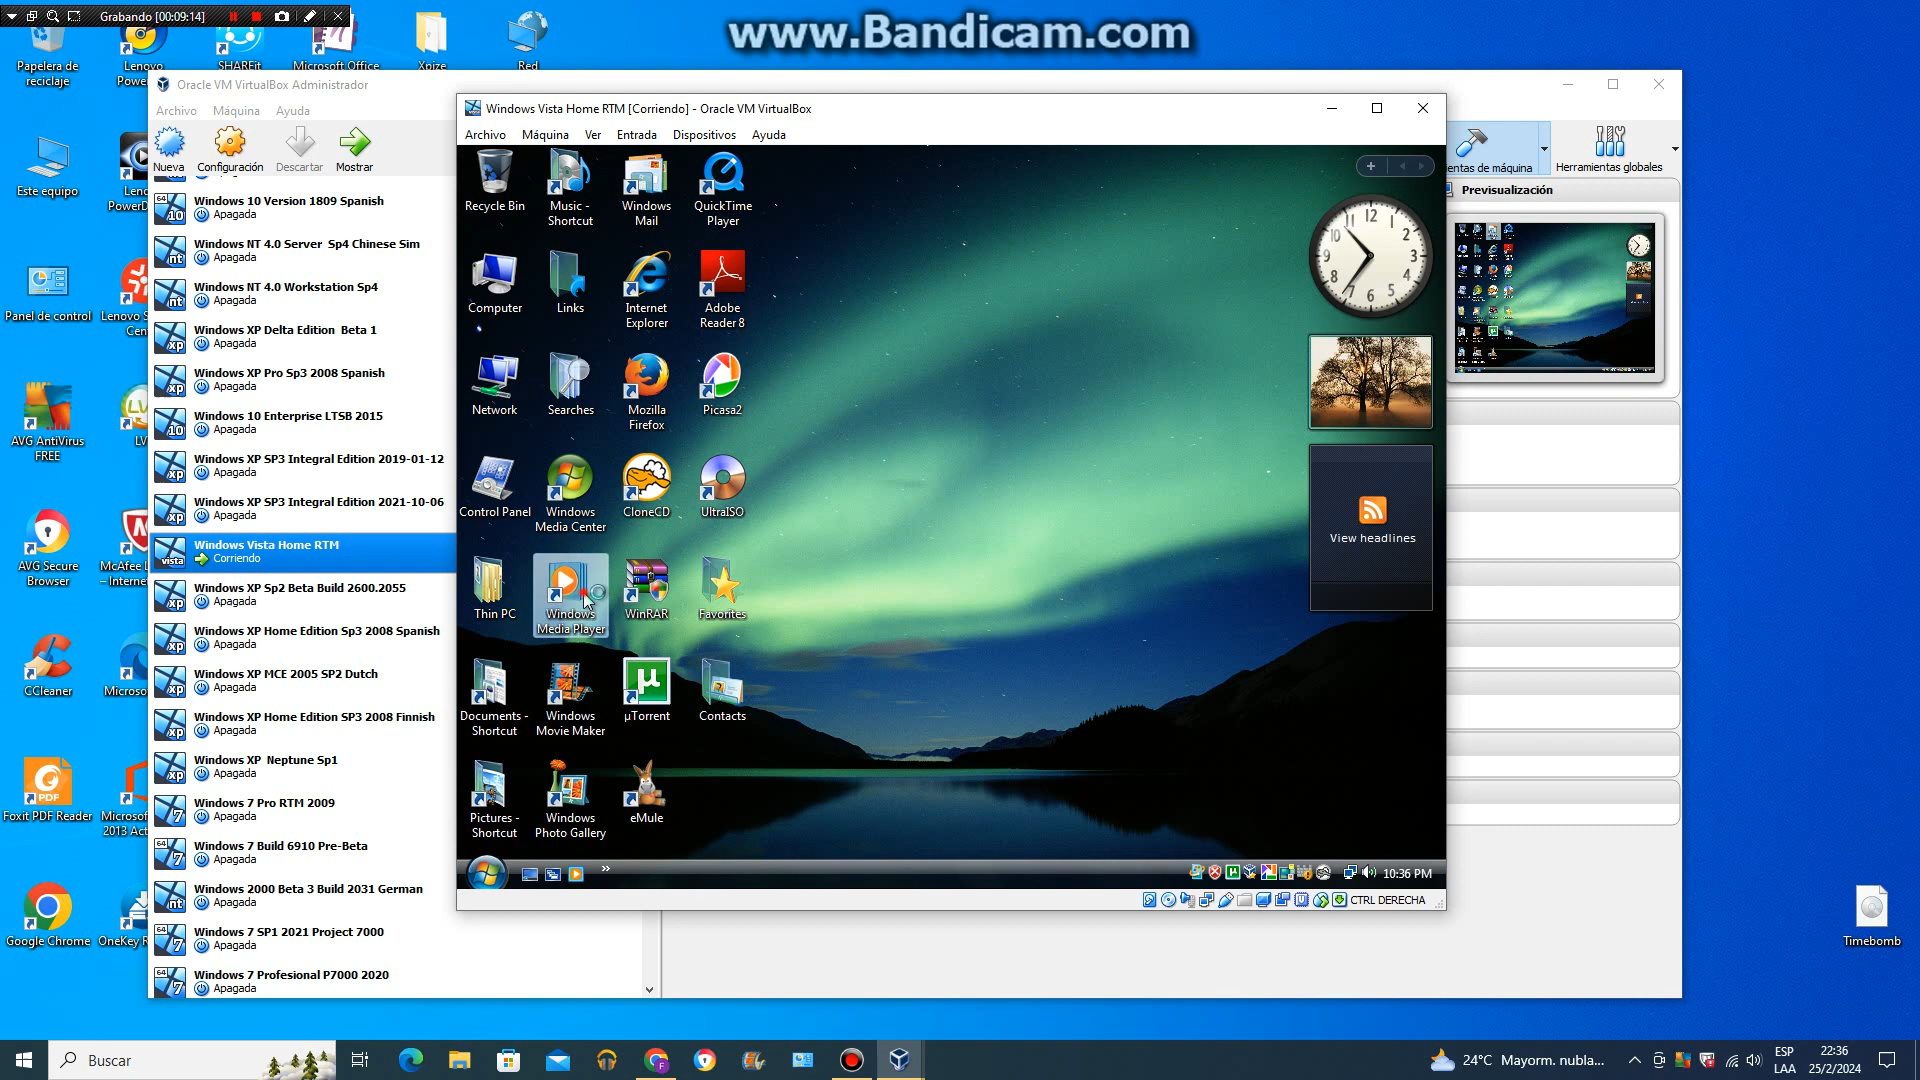 Grabando [00:09:14]
www.Bandicam.com
Papelera de
reciclaje
Lenovo
SHAREit
Microsoft Office
Xpize
Red
Este equipo
Panel de control
AVG AntiVirus
FREE
AVG Secure
Browser
CCleaner
Foxit PDF Reader
Google Chrome
Timebomb
Oracle VM VirtualBox Administrador
Archivo
Máquina
Ayuda
Nueva
Configuración
Descartar
Mostrar
Windows 10 Version 1809 Spanish
Apagada
Windows NT 4.0 Server Sp4 Chinese Sim
Apagada
Windows NT 4.0 Workstation Sp4
Apagada
Windows XP Delta Edition Beta 1
Apagada
Windows XP Pro Sp3 2008 Spanish
Apagada
Windows 10 Enterprise LTSB 2015
Apagada
Windows XP SP3 Integral Edition 2019-01-12
Apagada
Windows XP SP3 Integral Edition 2021-10-06
Apagada
Windows Vista Home RTM
Corriendo
Windows XP Sp2 Beta Build 2600.2055
Apagada
Windows XP Home Edition Sp3 2008 Spanish
Apagada
Windows XP MCE 2005 SP2 Dutch
Apagada
Windows XP Home Edition SP3 2008 Finnish
Apagada
Windows XP Neptune Sp1
Apagada
Windows 7 Pro RTM 2009
Apagada
Windows 7 Build 6910 Pre-Beta
Apagada
Windows 2000 Beta 3 Build 2031 German
Apagada
Windows 7 SP1 2021 Project 7000
Apagada
Windows 7 Profesional P7000 2020
Apagada
Windows Vista Home RTM [Corriendo] - Oracle VM VirtualBox
Archivo
Máquina
Ver
Entrada
Dispositivos
Ayuda
Recycle Bin
Music -
Shortcut
Windows
Mail
QuickTime
Player
Computer
Links
Internet
Explorer
Adobe
Reader 8
Network
Searches
Mozilla
Firefox
Picasa2
Control Panel
Windows
Media Center
CloneCD
UltraISO
Thin PC
Windows
Media Player
WinRAR
Favorites
Documents -
Shortcut
Windows
Movie Maker
µTorrent
Contacts
Pictures -
Shortcut
Windows
Photo Gallery
eMule
View headlines
10:36 PM
CTRL DERECHA
entas de máquina
Herramientas globales
Previsualización
Buscar
24°C Mayorm. nubla...
ESP
LAA
22:36
25/2/2024